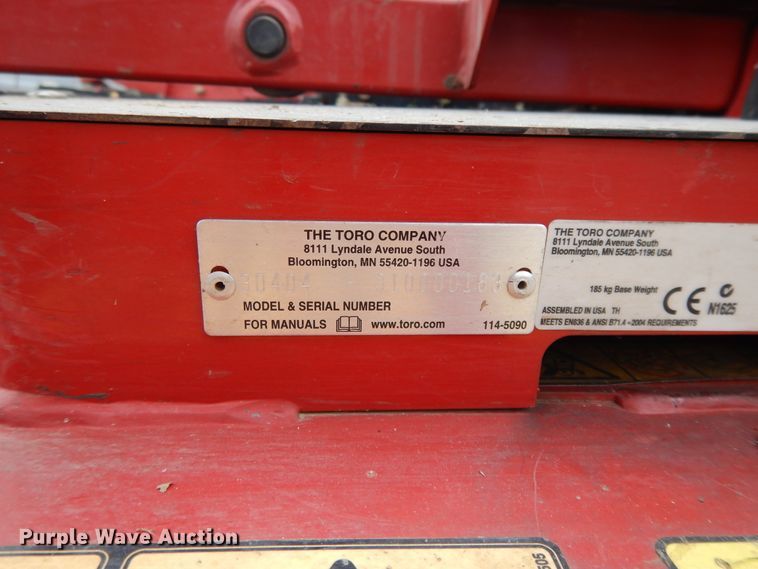 THE TORO COMPANY
8111 Lyndale Avenue South
Bloomington, MN 55420-1196 USA
MODEL & SERIAL NUMBER
FOR MANUALS www.toro.com 114-5090
THE TORO COMPANY
8111 Lyndale Avenue South
Bloomington, MN 55420-1196 USA
185 kg Base Weight
CE N1625
ASSEMBLED IN USA TH
MEETS EN836 & ANSI B71.4 - 2004 REQUIREMENTS
Purple Wave Auction